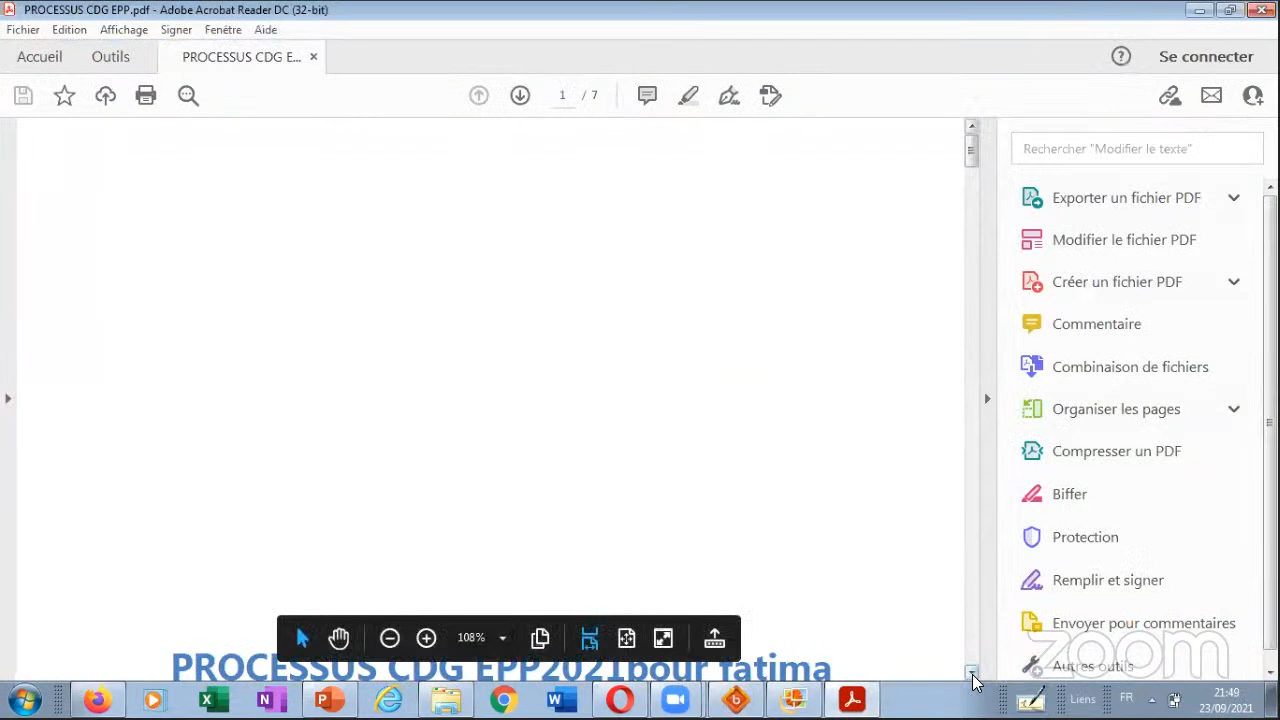 PROCESSUS CDG EPP.pdf - Adobe Acrobat Reader DC (32-bit)
Fichier Edition Affichage Signer Fenêtre Aide
Accueil Outils PROCESSUS CDG E... × Se connecter
1 / 7
Rechercher "Modifier le texte"
Exporter un fichier PDF
Modifier le fichier PDF
Créer un fichier PDF
Commentaire
Combinaison de fichiers
Organiser les pages
Compresser un PDF
Biffer
Protection
Remplir et signer
Envoyer pour commentaires
Autres outils
zoom
108%
PROCESSUS CDG EPP2021pour fatima
Liens FR 21:49
23/09/2021